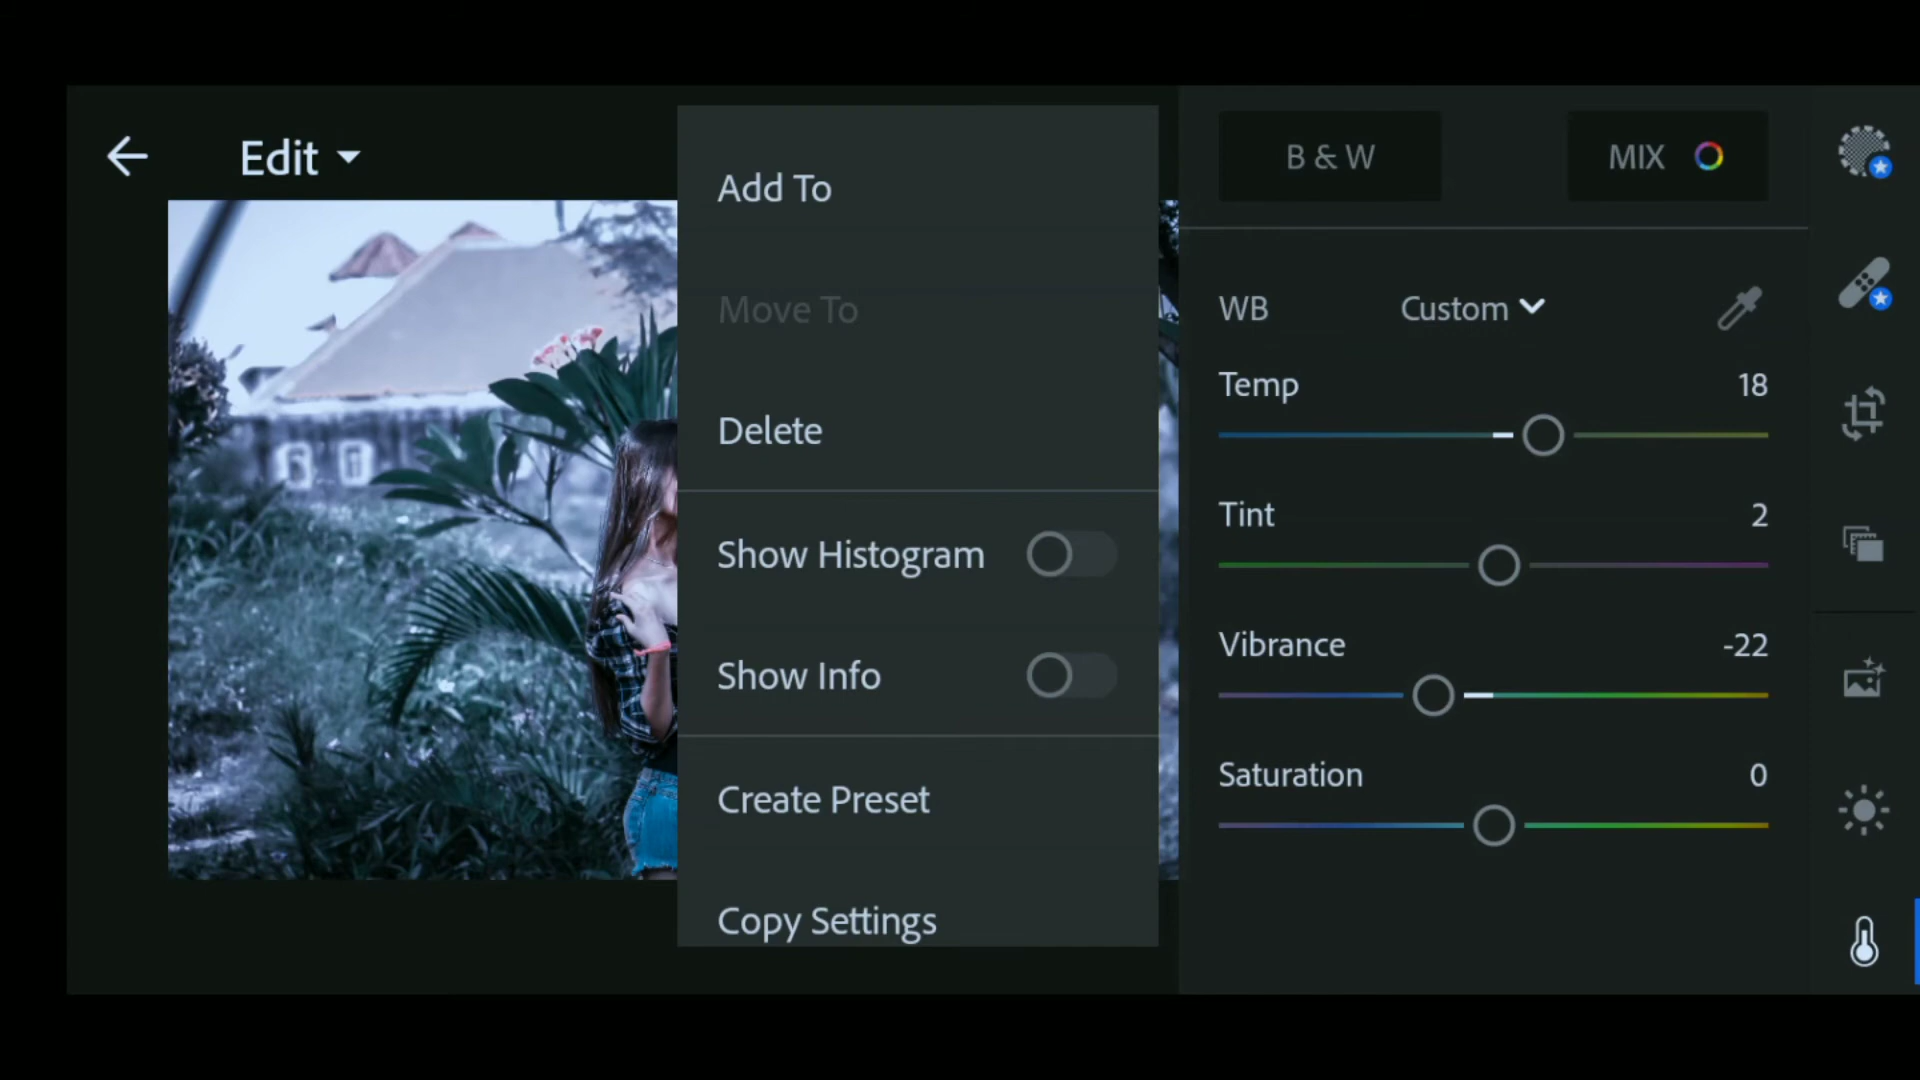 Edit
Add To
Move To
Delete
Show Histogram
Show Info
Create Preset
Copy Settings
B & W
MIX
WB
Custom
Temp
18
Tint
2
Vibrance
-22
Saturation
0